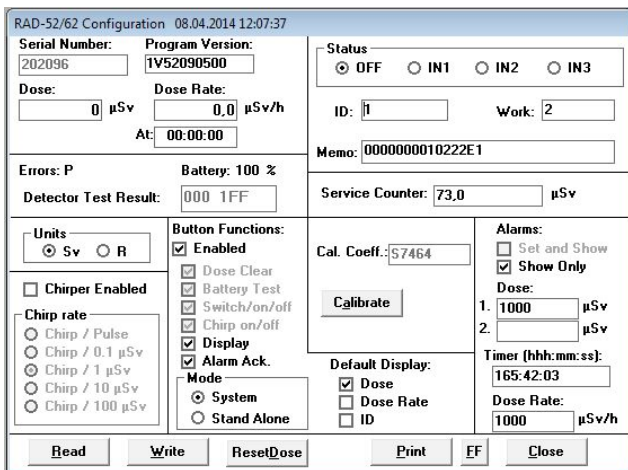 RAD-52/62 Configuration 08.04.2014 12:07:37
Serial Number: Program Version:
202096 1V52090500
Dose: Dose Rate:
0 µSv 0,0 µSv/h
At: 00:00:00
Status
OFF IN1 IN2 IN3
ID: 1 Work: 2
Memo: 0000000010222E1
Errors: P Battery: 100 %
Detector Test Result: 000 1FF
Service Counter: 73,0 µSv
Units
Sv R
Chirper Enabled
Chirp rate
Chirp / Pulse
Chirp / 0.1 µSv
Chirp / 1 µSv
Chirp / 10 µSv
Chirp / 100 µSv
Button Functions:
Enabled
Dose Clear
Battery Test
Switch/on/off
Chirp on/off
Display
Alarm Ack.
Mode
System
Stand Alone
Cal. Coeff.: S7464
Calibrate
Default Display:
Dose
Dose Rate
ID
Alarms:
Set and Show
Show Only
Dose:
1. 1000 µSv
2. µSv
Timer (hhh:mm:ss):
165:42:03
Dose Rate:
1000 µSv/h
Read Write ResetDose Print FF Close